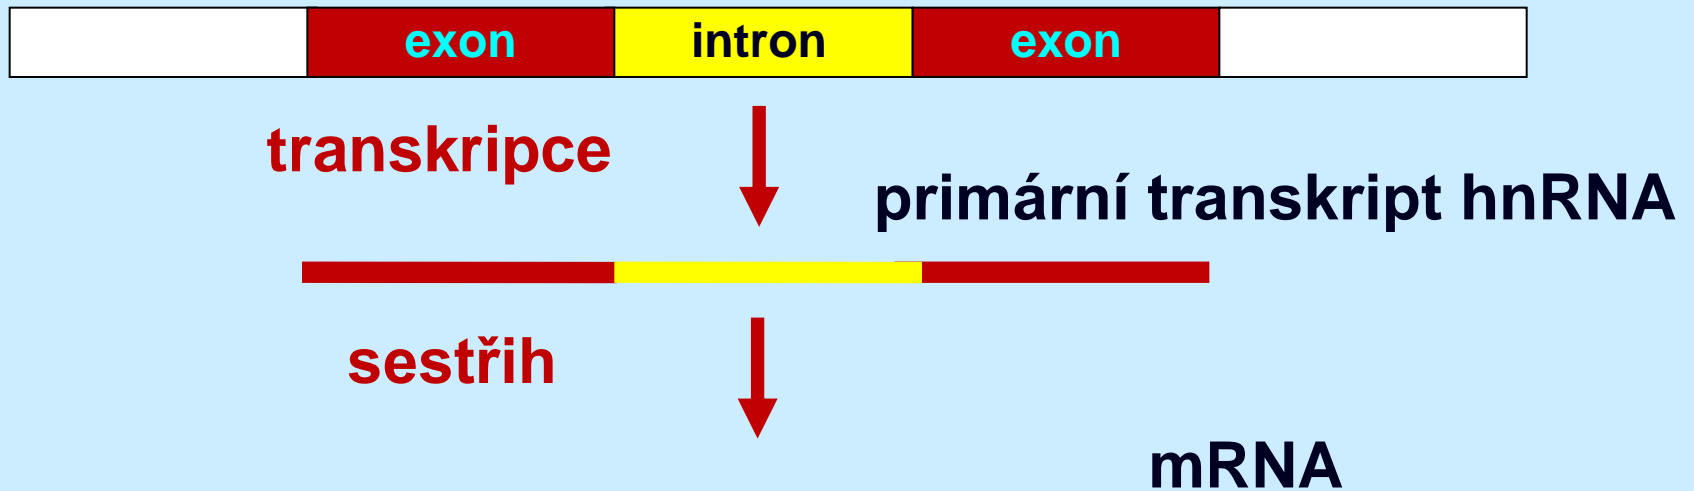 exon intron exon
transkripce
primární transkript hnRNA
sestřih
mRNA